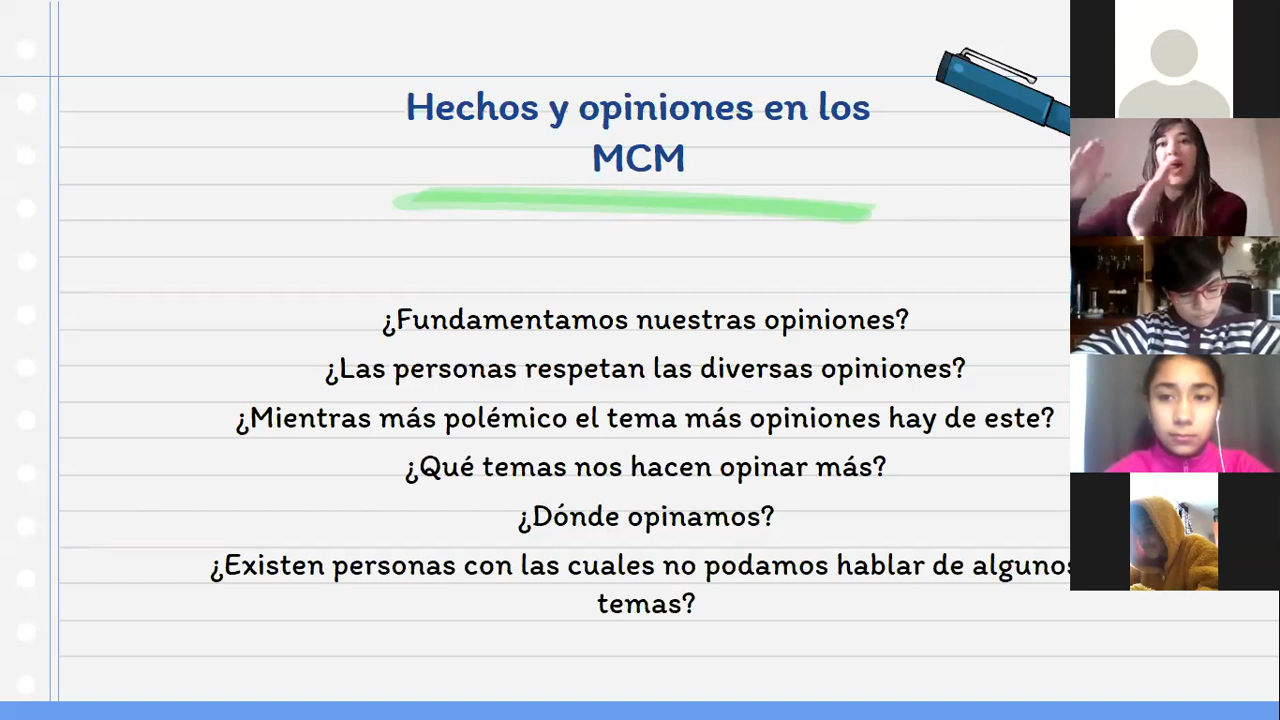 Hechos y opiniones en los
MCM
¿Fundamentamos nuestras opiniones?
¿Las personas respetan las diversas opiniones?
¿Mientras más polémico el tema más opiniones hay de este?
¿Qué temas nos hacen opinar más?
¿Dónde opinamos?
¿Existen personas con las cuales no podamos hablar de algunos
temas?